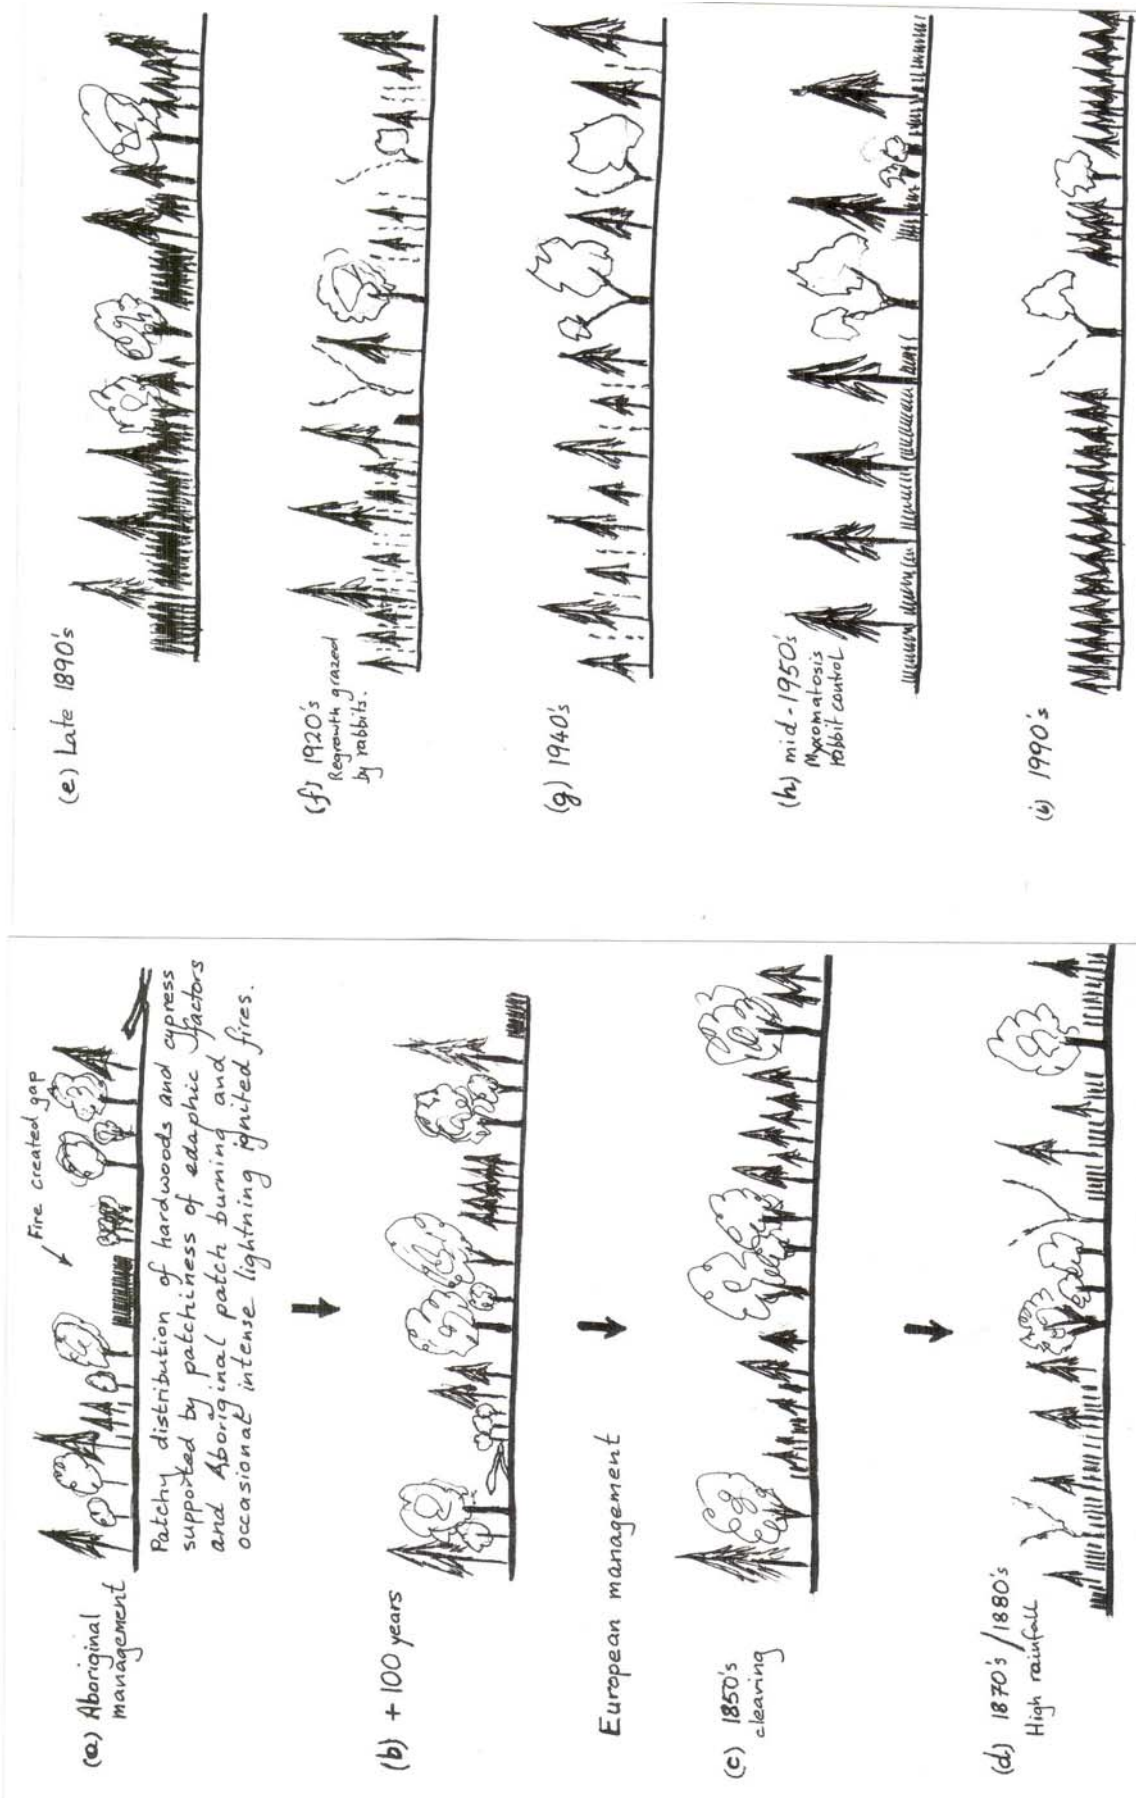 (a) Aboriginal
management
Fire created gap
Patchy distribution of hardwoods and cypress
supported by patchiness of edaphic factors
and Aboriginal patch burning and
occasional intense lightning ignited fires.
(b) + 100 years
European management
(c) 1850's
clearing
(d) 1870's / 1880's
High rainfall
(e) Late 1890's
(f) 1920's
Regrowth grazed
by rabbits.
(g) 1940's
(h) mid-1950's
Myxomatosis
rabbit control
(i) 1990's